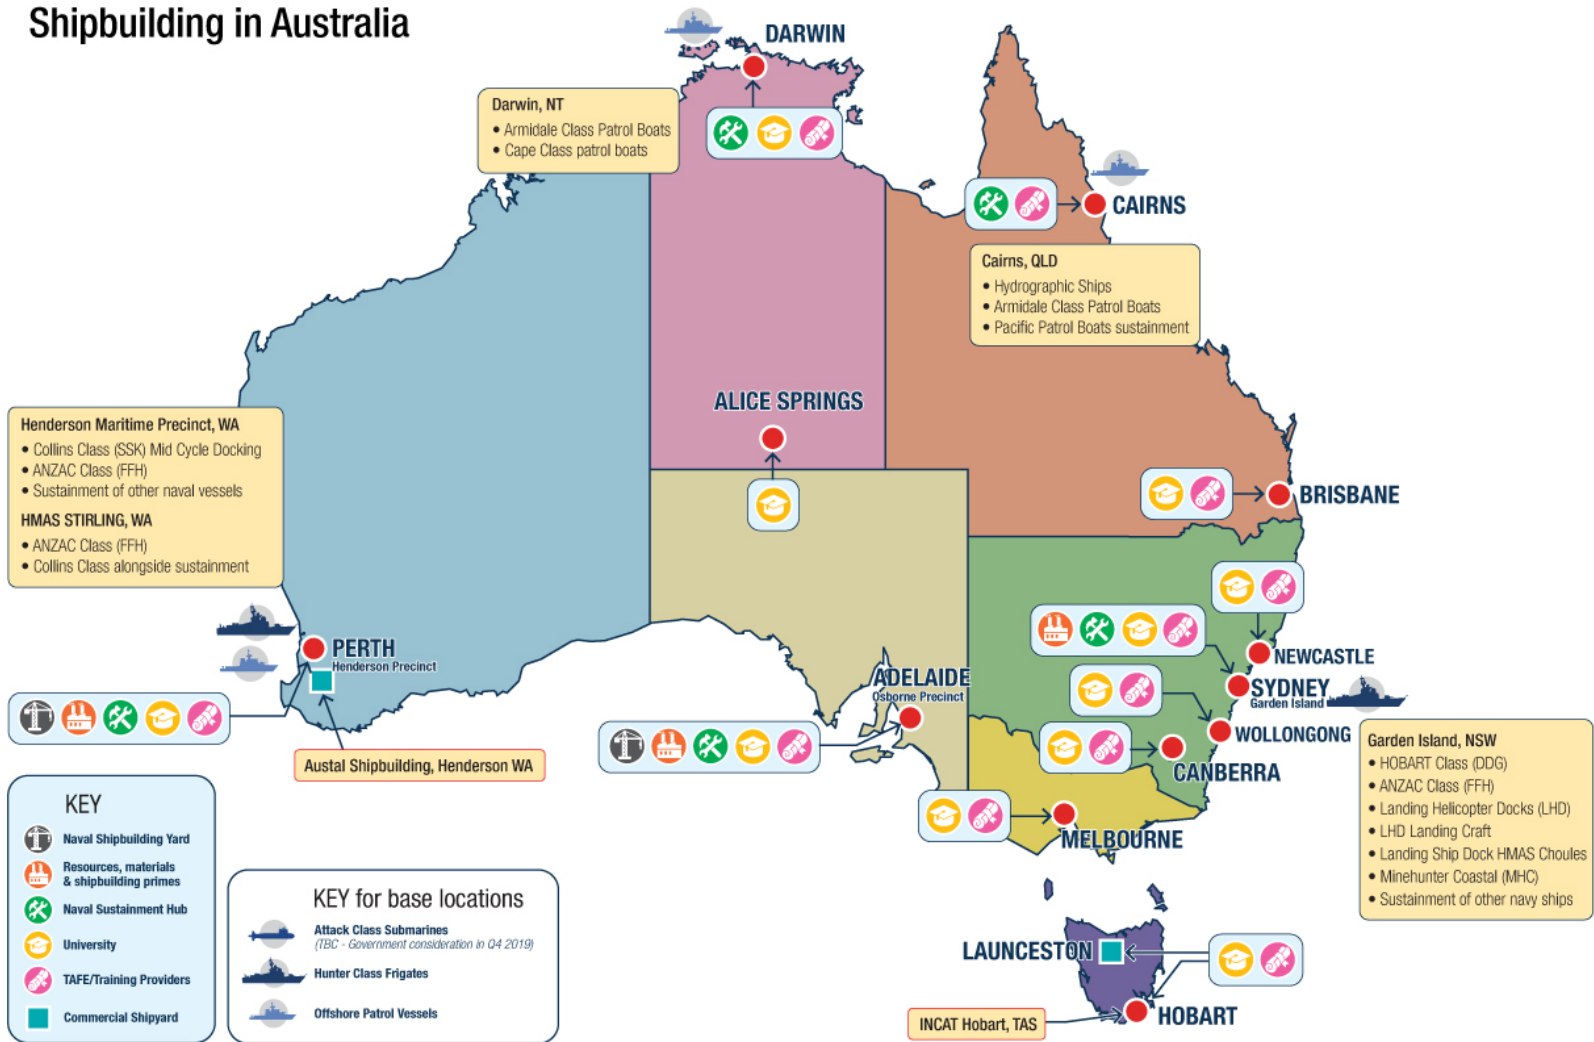 Shipbuilding in Australia
DARWIN
Darwin, NT
• Armidale Class Patrol Boats
• Cape Class patrol boats
CAIRNS
Cairns, QLD
• Hydrographic Ships
• Armidale Class Patrol Boats
• Pacific Patrol Boats sustainment
ALICE SPRINGS
Henderson Maritime Precinct, WA
• Collins Class (SSK) Mid Cycle Docking
• ANZAC Class (FFH)
• Sustainment of other naval vessels
HMAS STIRLING, WA
• ANZAC Class (FFH)
• Collins Class alongside sustainment
BRISBANE
PERTH
Henderson Precinct
NEWCASTLE
ADELAIDE
Osborne Precinct
SYDNEY
Garden Island
WOLLONGONG
CANBERRA
Austal Shipbuilding, Henderson WA
Garden Island, NSW
• HOBART Class (DDG)
• ANZAC Class (FFH)
• Landing Helicopter Docks (LHD)
• LHD Landing Craft
• Landing Ship Dock HMAS Choules
• Minehunter Coastal (MHC)
• Sustainment of other navy ships
MELBOURNE
KEY
Naval Shipbuilding Yard
Resources, materials
& shipbuilding primes
Naval Sustainment Hub
University
TAFE/Training Providers
Commercial Shipyard
KEY for base locations
Attack Class Submarines
(TBC - Government consideration in Q4 2019)
Hunter Class Frigates
Offshore Patrol Vessels
LAUNCESTON
INCAT Hobart, TAS
HOBART